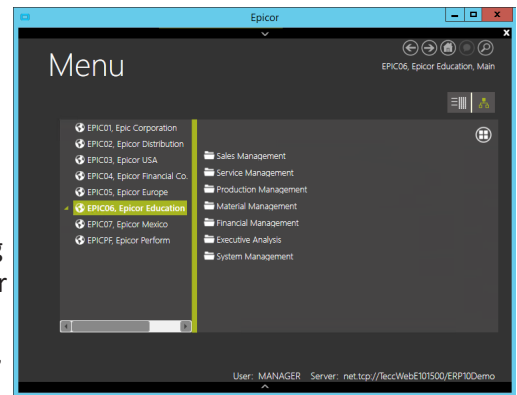 Epicor
Menu
EPIC06, Epicor Education, Main
EPIC01, Epic Corporation
EPIC02, Epicor Distribution
EPIC03, Epicor USA
EPIC04, Epicor Financial Co.
EPIC05, Epicor Europe
EPIC06, Epicor Education
EPIC07, Epicor Mexico
EPICPF, Epicor Perform
Sales Management
Service Management
Production Management
Material Management
Financial Management
Executive Analysis
System Management
g
r
User: MANAGER Server: net.tcp://TeccWebE101500/ERP10Demo